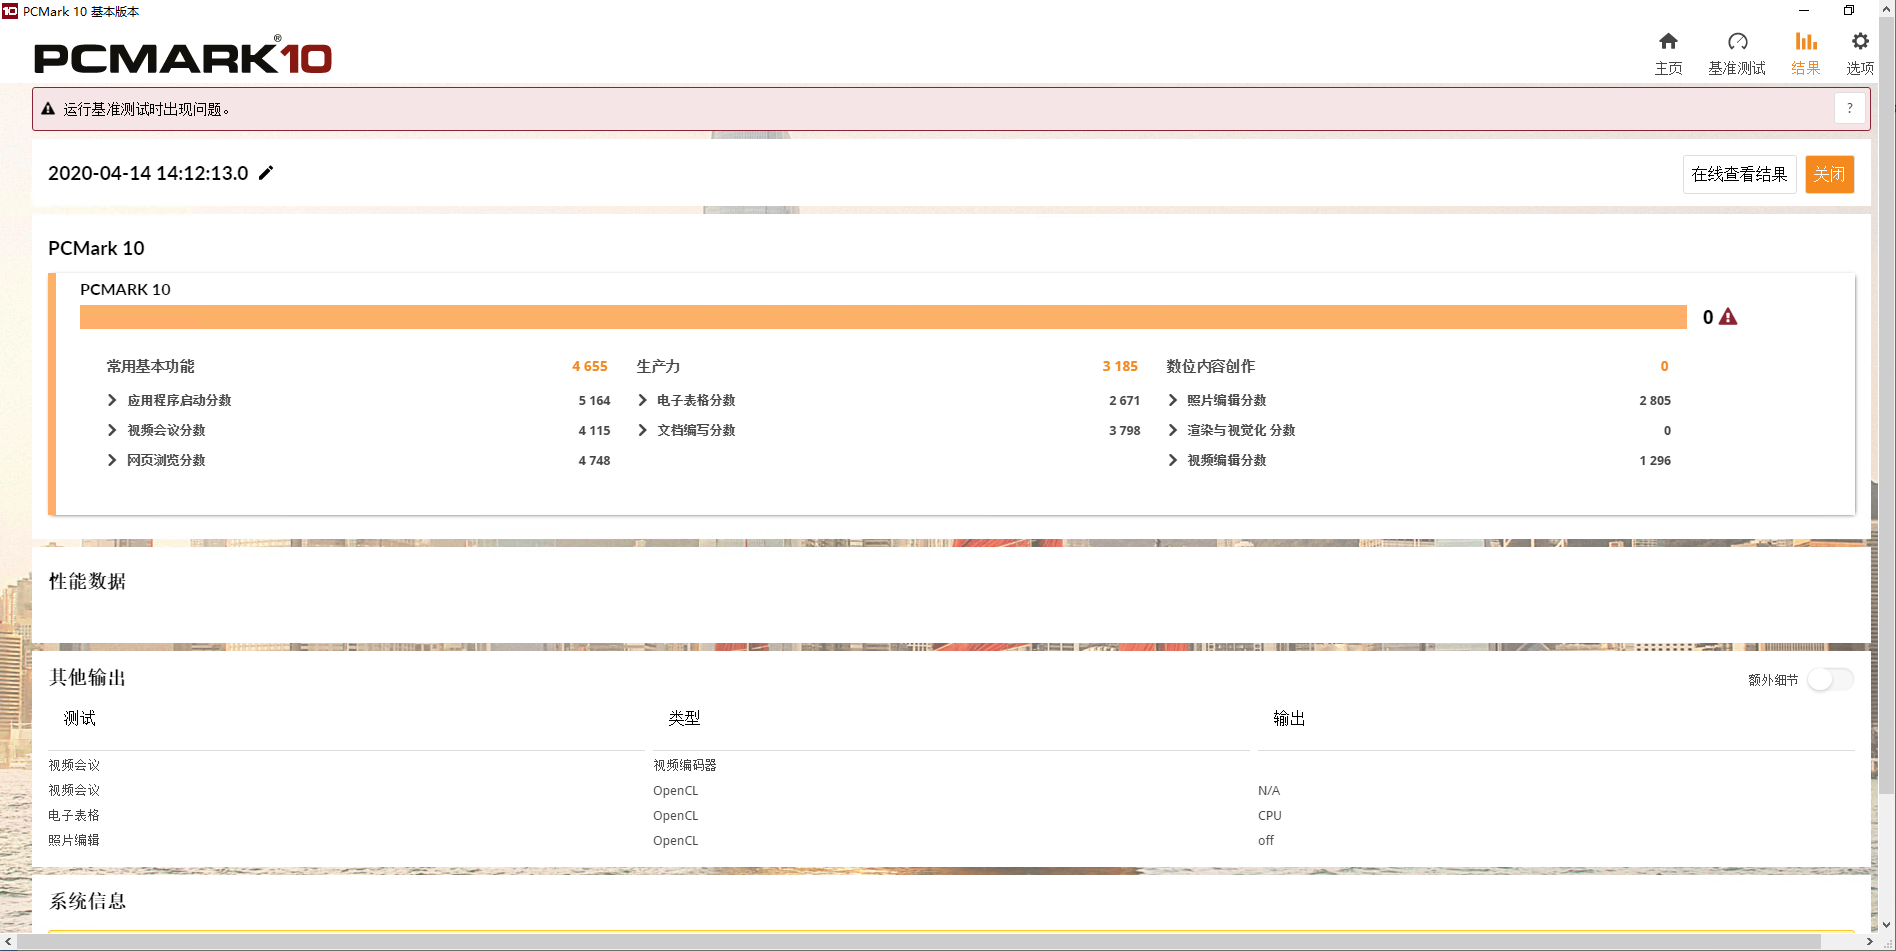 PCMark 10 基本版本
PCMARK®10
主页
基准测试
结果
选项
运行基准测试时出现问题。
?
2020-04-14 14:12:13.0
在线查看结果
关闭
PCMark 10
PCMARK 10
0
常用基本功能 4 655
生产力 3 185
数位内容创作 0
应用程序启动分数 5 164
电子表格分数 2 671
照片编辑分数 2 805
视频会议分数 4 115
文档编写分数 3 798
渲染与视觉化 分数 0
网页浏览分数 4 748
视频编辑分数 1 296
性能数据
其他输出
额外细节
测试 类型 输出
视频会议 视频编码器
视频会议 OpenCL N/A
电子表格 OpenCL CPU
照片编辑 OpenCL off
系统信息